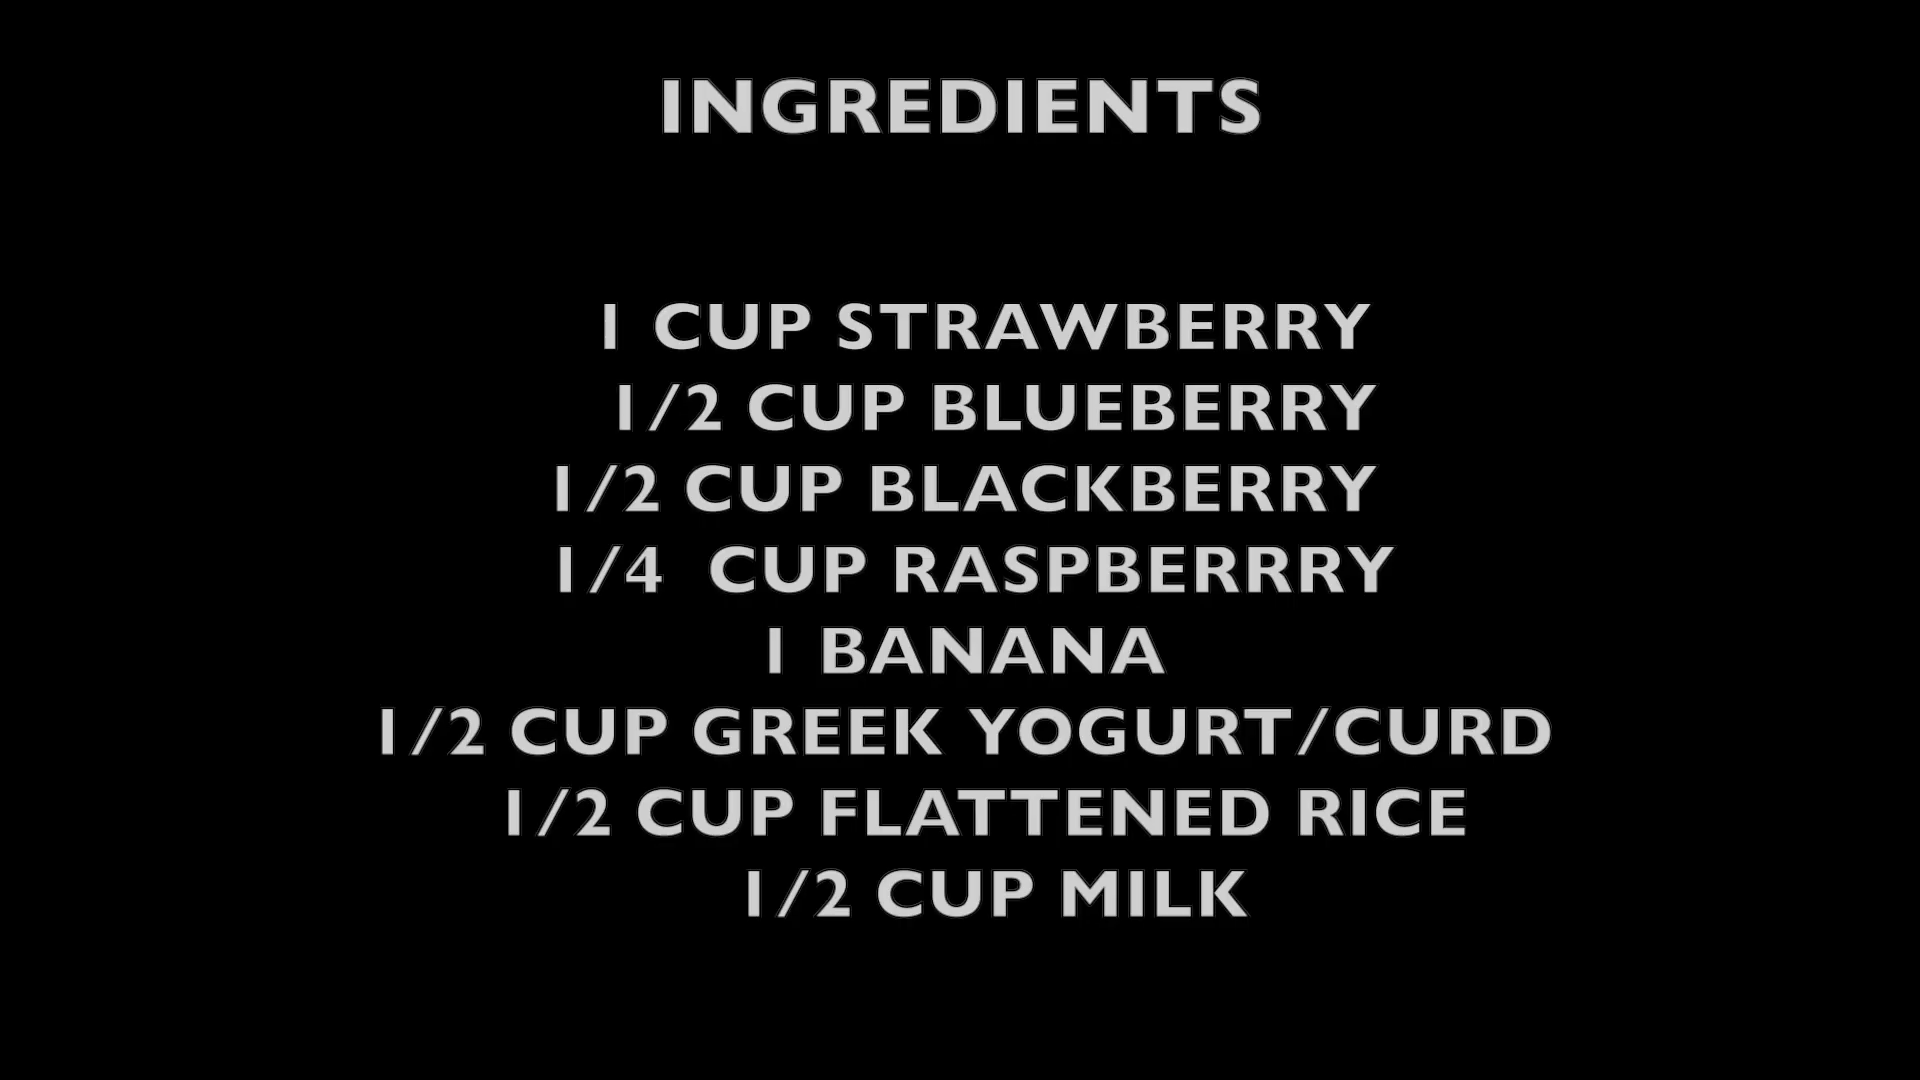 INGREDIENTS
1 CUP STRAWBERRY
1/2 CUP BLUEBERRY
1/2 CUP BLACKBERRY
1/4  CUP RASPBERRRY
1 BANANA
1/2 CUP GREEK YOGURT/CURD
1/2 CUP FLATTENED RICE
1/2 CUP MILK